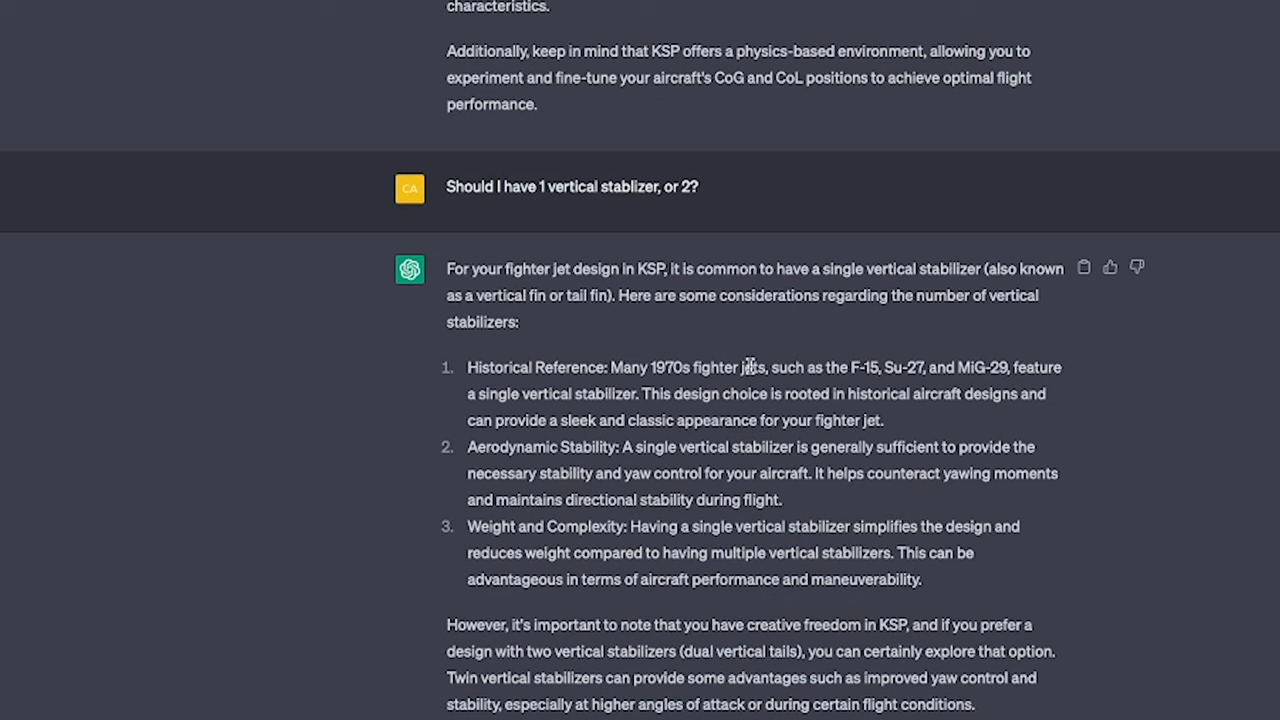 characteristics.
Additionally, keep in mind that KSP offers a physics-based environment, allowing you to
experiment and fine-tune your aircraft's CoG and CoL positions to achieve optimal flight
performance.
CA
Should I have 1 vertical stablizer, or 2?
For your fighter jet design in KSP, it is common to have a single vertical stabilizer (also known
as a vertical fin or tail fin). Here are some considerations regarding the number of vertical
stabilizers:
1. Historical Reference: Many 1970s fighter jets, such as the F-15, Su-27, and MiG-29, feature
a single vertical stabilizer. This design choice is rooted in historical aircraft designs and
can provide a sleek and classic appearance for your fighter jet.
2. Aerodynamic Stability: A single vertical stabilizer is generally sufficient to provide the
necessary stability and yaw control for your aircraft. It helps counteract yawing moments
and maintains directional stability during flight.
3. Weight and Complexity: Having a single vertical stabilizer simplifies the design and
reduces weight compared to having multiple vertical stabilizers. This can be
advantageous in terms of aircraft performance and maneuverability.
However, it's important to note that you have creative freedom in KSP, and if you prefer a
design with two vertical stabilizers (dual vertical tails), you can certainly explore that option.
Twin vertical stabilizers can provide some advantages such as improved yaw control and
stability, especially at higher angles of attack or during certain flight conditions.